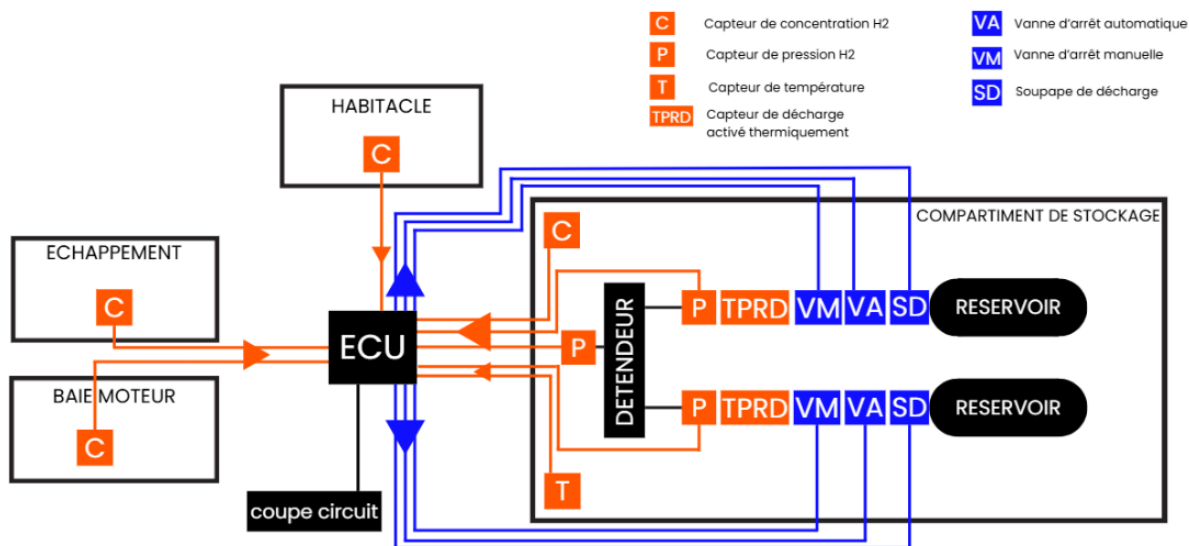 C Capteur de concentration H2
P Capteur de pression H2
T Capteur de température
TPRD Capteur de décharge
activé thermiquement
VA Vanne d'arrêt automatique
VM Vanne d'arrêt manuelle
SD Soupape de décharge
HABITACLE
C
ECHAPPEMENT
C
BAIE MOTEUR
C
ECU
coupe circuit
COMPARTIMENT DE STOCKAGE
C
P
T
DETENDEUR
P TPRD VM VA SD RESERVOIR
P TPRD VM VA SD RESERVOIR